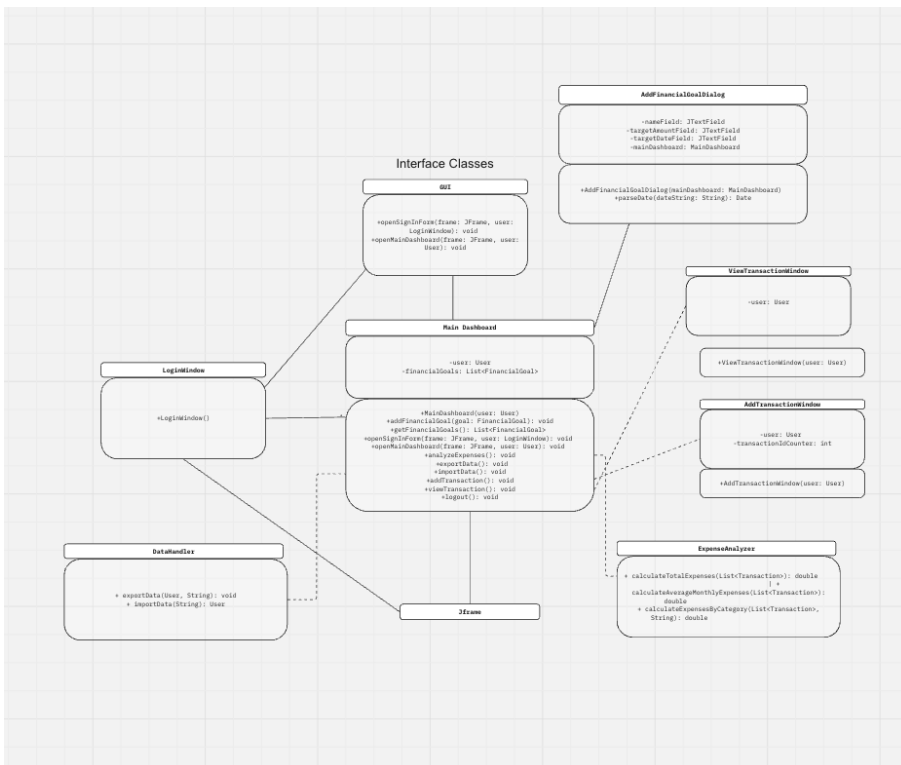 AddFinancialGoalDialog
-nameField: JTextField
-targetAmountField: JTextField
-targetDateField: JTextField
-mainDashboard: MainDashboard
+AddFinancialGoalDialog(mainDashboard: MainDashboard)
+parseDate(dateString: String): Date
Interface Classes
GUI
+openSignInForm(frame: JFrame, user:
LoginWindow): void
+openMainDashboard(frame: JFrame, user:
User): void
ViewTransactionWindow
-user: User
+ViewTransactionWindow(user: User)
Main Dashboard
-user: User
-financialGoals: List<FinancialGoal>
+MainDashboard(user: User)
+addFinancialGoal(goal: FinancialGoal): void
+getFinancialGoals(): List<FinancialGoal>
+openSignInForm(frame: JFrame, user: LoginWindow): void
+openMainDashboard(frame: JFrame, user: User): void
+analyzeExpenses(): void
+exportData(): void
+importData(): void
+addTransaction(): void
+viewTransaction(): void
+logout(): void
LoginWindow
+LoginWindow()
AddTransactionWindow
-user: User
-transactionIdCounter: int
+AddTransactionWindow(user: User)
DataHandler
+ exportData(User, String): void
+ importData(String): User
ExpenseAnalyzer
+ calculateTotalExpenses(List<Transaction>): double
| +
calculateAverageMonthlyExpenses(List<Transaction>):
double
+ calculateExpensesByCategory(List<Transaction>,
String): double
Jframe